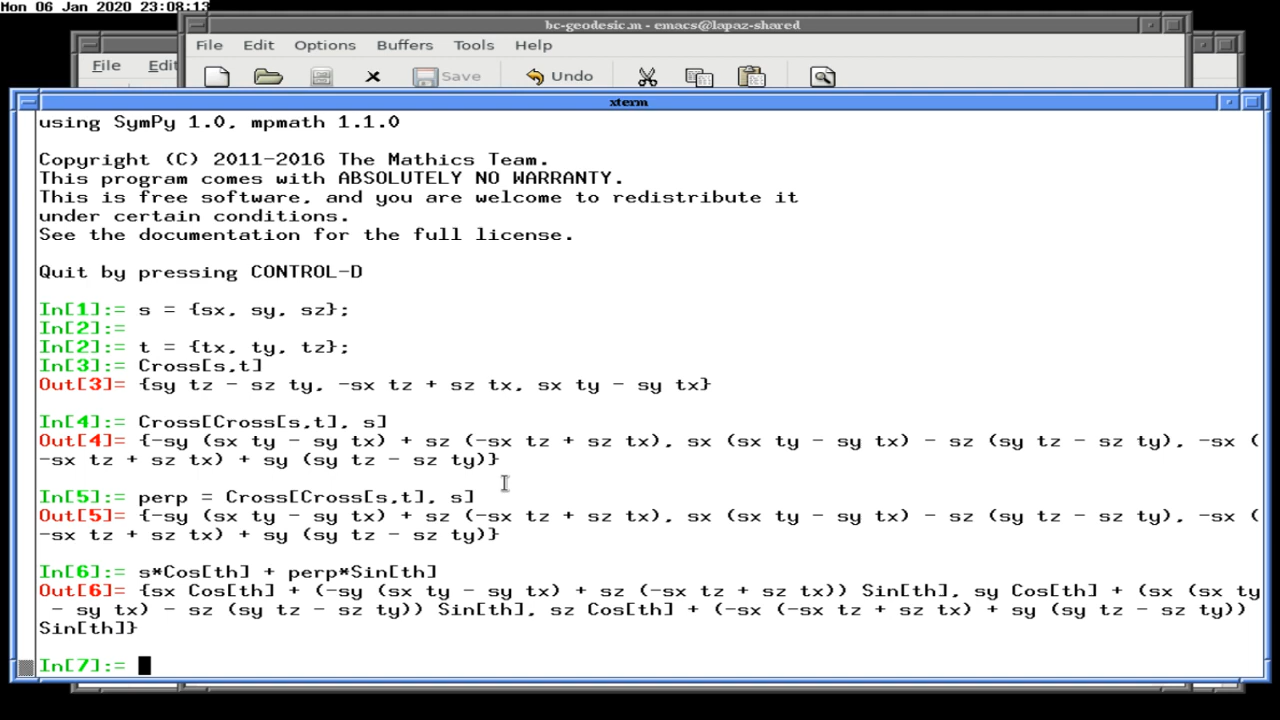 Mon 06 Jan 2020 23:08:13
bc-geodesic.m - emacs@lapaz-shared
File Edit Options Buffers Tools Help
File Edit
Save Undo
xterm
using SymPy 1.0, mpmath 1.1.0
Copyright (C) 2011-2016 The Mathics Team.
This program comes with ABSOLUTELY NO WARRANTY.
This is free software, and you are welcome to redistribute it
under certain conditions.
See the documentation for the full license.
Quit by pressing CONTROL-D
In[1]:= s = {sx, sy, sz};
In[2]:=
In[2]:= t = {tx, ty, tz};
In[3]:= Cross[s,t]
Out[3]= {sy tz - sz ty, -sx tz + sz tx, sx ty - sy tx}
In[4]:= Cross[Cross[s,t], s]
Out[4]= {-sy (sx ty - sy tx) + sz (-sx tz + sz tx), sx (sx ty - sy tx) - sz (sy tz - sz ty), -sx (
-sx tz + sz tx) + sy (sy tz - sz ty)}
In[5]:= perp = Cross[Cross[s,t], s]
Out[5]= {-sy (sx ty - sy tx) + sz (-sx tz + sz tx), sx (sx ty - sy tx) - sz (sy tz - sz ty), -sx (
-sx tz + sz tx) + sy (sy tz - sz ty)}
In[6]:= s*Cos[th] + perp*Sin[th]
Out[6]= {sx Cos[th] + (-sy (sx ty - sy tx) + sz (-sx tz + sz tx)) Sin[th], sy Cos[th] + (sx (sx ty
- sy tx) - sz (sy tz - sz ty)) Sin[th], sz Cos[th] + (-sx (-sx tz + sz tx) + sy (sy tz - sz ty))
Sin[th]}
In[7]:=